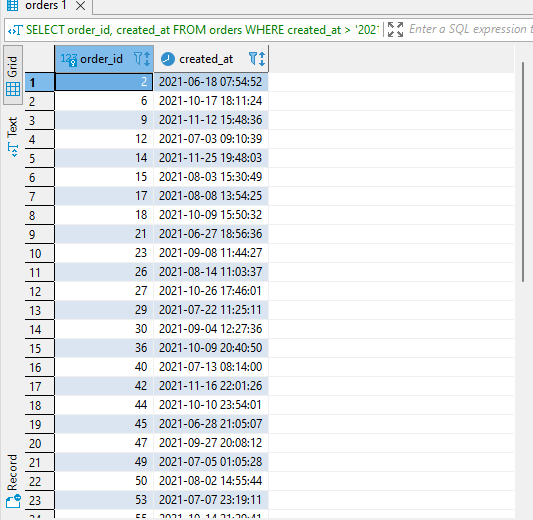 orders 1
SELECT order_id, created_at FROM orders WHERE created_at > '202 Enter a SQL expression t
Grid
Text
Record
123 order_id created_at
1 2 2021-06-18 07:54:52
2 6 2021-10-17 18:11:24
3 9 2021-11-12 15:48:36
4 12 2021-07-03 09:10:39
5 14 2021-11-25 19:48:03
6 15 2021-08-03 15:30:49
7 17 2021-08-08 13:54:25
8 18 2021-10-09 15:50:32
9 21 2021-06-27 18:56:36
10 23 2021-09-08 11:44:27
11 26 2021-08-14 11:03:37
12 27 2021-10-26 17:46:01
13 29 2021-07-22 11:25:11
14 30 2021-09-04 12:27:36
15 36 2021-10-09 20:40:50
16 40 2021-07-13 08:14:00
17 42 2021-11-16 22:01:26
18 44 2021-10-10 23:54:01
19 45 2021-06-28 21:05:07
20 47 2021-09-27 20:08:12
21 49 2021-07-05 01:05:28
22 50 2021-08-02 14:55:44
23 53 2021-07-07 23:19:11